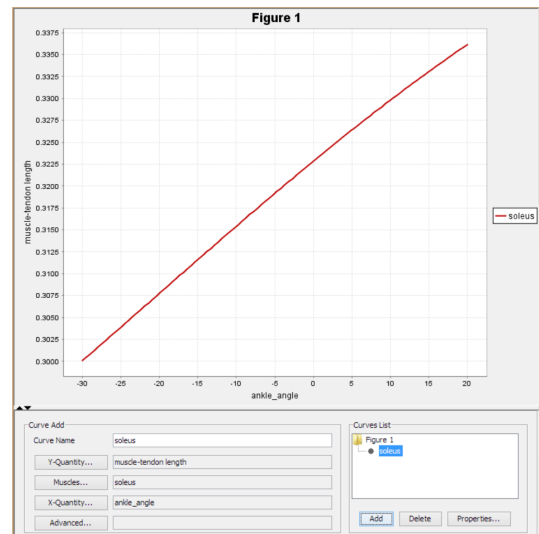 Figure 1
0.3375
0.3350
0.3325
0.3300
0.3275
0.3250
0.3225
0.3200
0.3175
0.3150
0.3125
0.3100
0.3075
0.3050
0.3025
0.3000
muscle-tendon length
-30 -25 -20 -15 -10 -5 0 5 10 15 20
ankle_angle
soleus
Curve Add
Curve Name soleus
Y-Quantity... muscle-tendon length
Muscles... soleus
X-Quantity... ankle_angle
Advanced...
Curves List
Figure 1
soleus
Add Delete Properties...